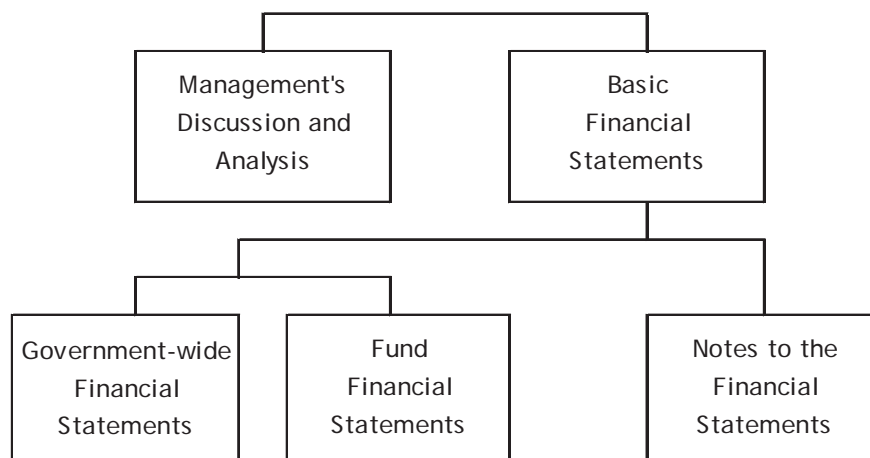 Management's
Discussion and
Analysis
Basic
Financial
Statements
Government-wide
Financial
Statements
Fund
Financial
Statements
Notes to the
Financial
Statements